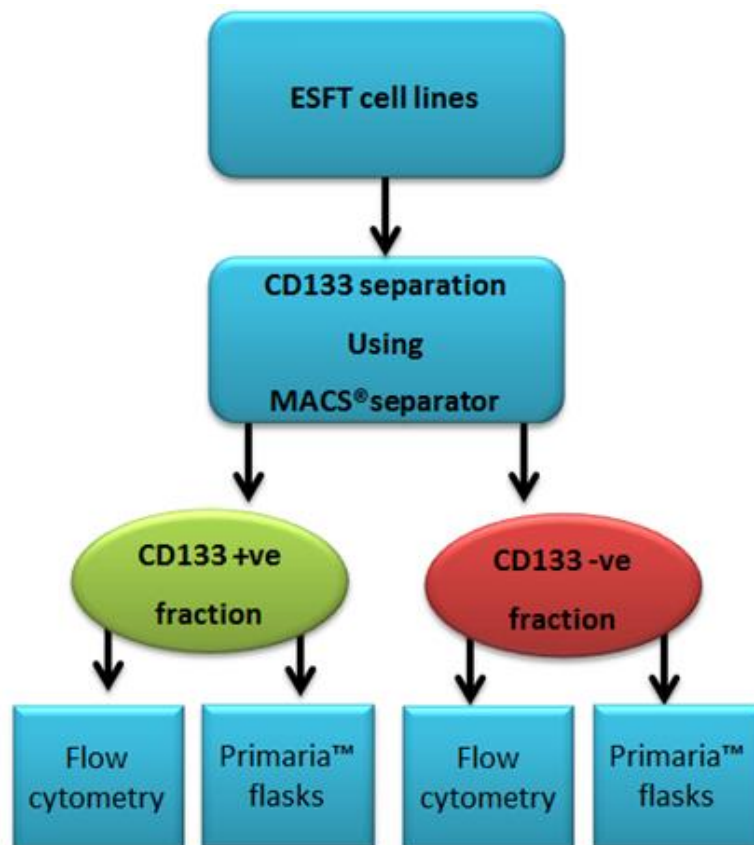 ESFT cell lines
CD133 separation
Using
MACS®separator
CD133 +ve
fraction
CD133 -ve
fraction
Flow
cytometry
Primaria™
flasks
Flow
cytometry
Primaria™
flasks